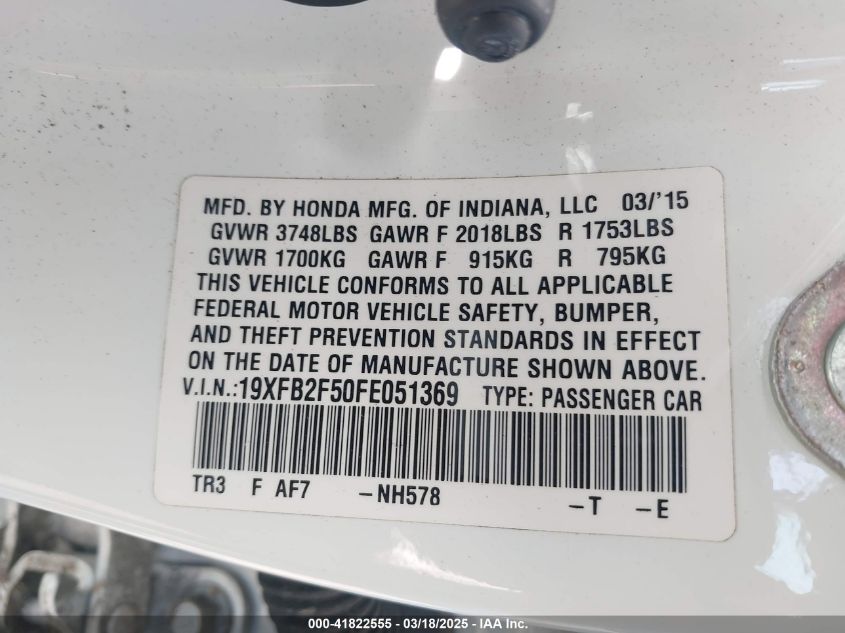 MFD. BY HONDA MFG. OF INDIANA, LLC 03/'15
GVWR 3748LBS GAWR F 2018LBS R 1753LBS
GVWR 1700KG GAWR F 915KG R 795KG
THIS VEHICLE CONFORMS TO ALL APPLICABLE
FEDERAL MOTOR VEHICLE SAFETY, BUMPER,
AND THEFT PREVENTION STANDARDS IN EFFECT
ON THE DATE OF MANUFACTURE SHOWN ABOVE.
V.I.N.:19XFB2F50FE051369 TYPE: PASSENGER CAR
TR3 F AF7 -NH578 -T -E
000-41822555 - 03/18/2025 - IAA Inc.